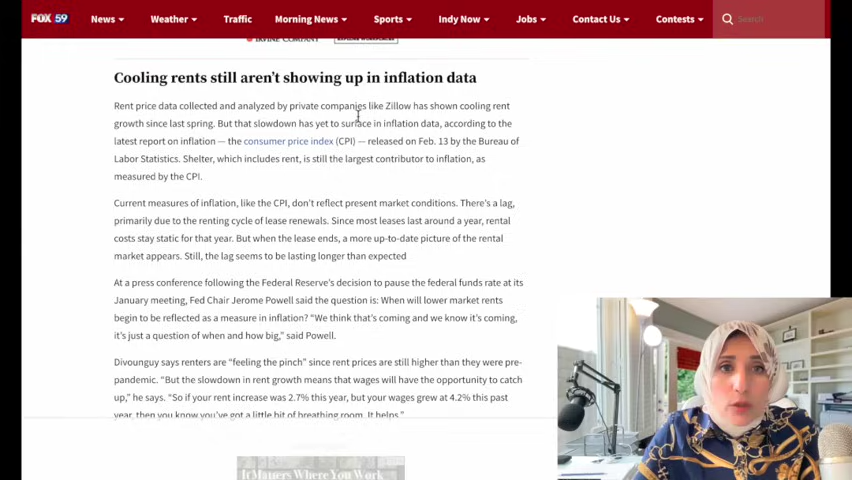 FOX 59 News Weather Traffic Morning News Sports Indy Now Jobs Contact Us Contests Search
IRVINE COMPANY
Cooling rents still aren't showing up in inflation data
Rent price data collected and analyzed by private companies like Zillow has shown cooling rent
growth since last spring. But that slowdown has yet to surface in inflation data, according to the
latest report on inflation — the consumer price index (CPI) — released on Feb. 13 by the Bureau of
Labor Statistics. Shelter, which includes rent, is still the largest contributor to inflation, as
measured by the CPI.
Current measures of inflation, like the CPI, don't reflect present market conditions. There's a lag,
primarily due to the renting cycle of lease renewals. Since most leases last around a year, rental
costs stay static for that year. But when the lease ends, a more up-to-date picture of the rental
market appears. Still, the lag seems to be lasting longer than expected
At a press conference following the Federal Reserve's decision to pause the federal funds rate at its
January meeting, Fed Chair Jerome Powell said the question is: When will lower market rents
begin to be reflected as a measure in inflation? "We think that's coming and we know it's coming,
it's just a question of when and how big," said Powell.
Divounguy says renters are "feeling the pinch" since rent prices are still higher than they were pre-
pandemic. "But the slowdown in rent growth means that wages will have the opportunity to catch
up," he says. "So if your rent increase was 2.7% this year, but your wages grew at 4.2% this past
year, then you know you've got a little bit of breathing room. It helps."
It Matters Where You Work